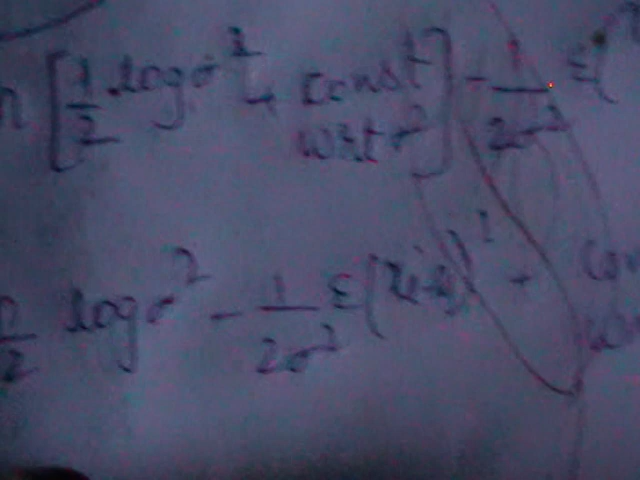 n [1/2 log σ² + const wrt σ²] - 1/2σ² Σ(
n/2 log σ² - 1/2σ² Σ(xi-x)² + con